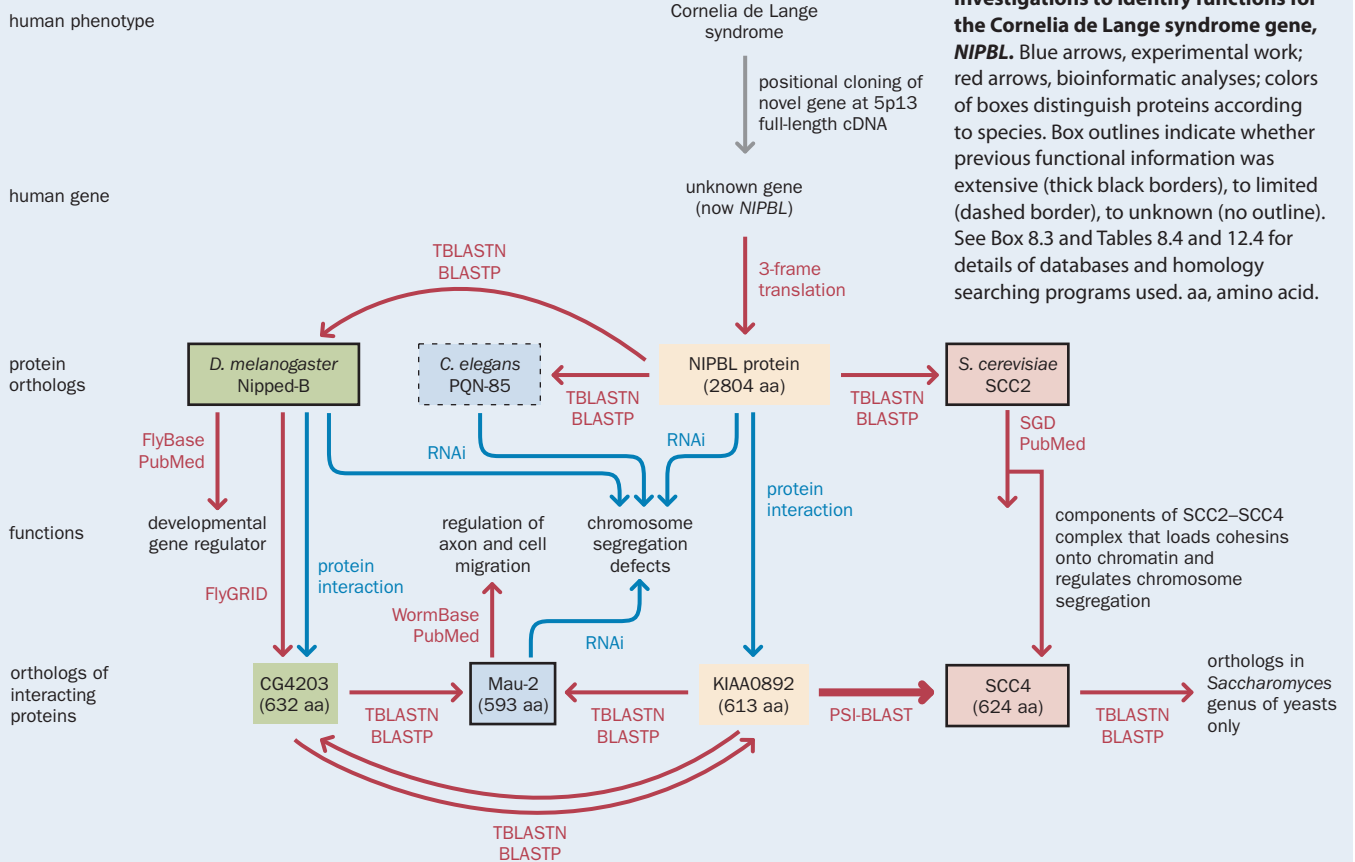 human phenotype
Cornelia de Lange
syndrome
investigations to identify functions for
the Cornelia de Lange syndrome gene,
NIPBL. Blue arrows, experimental work;
red arrows, bioinformatic analyses; colors
of boxes distinguish proteins according
to species. Box outlines indicate whether
previous functional information was
extensive (thick black borders), to limited
(dashed border), to unknown (no outline).
See Box 8.3 and Tables 8.4 and 12.4 for
details of databases and homology
searching programs used. aa, amino acid.
positional cloning of
novel gene at 5p13
full-length cDNA
human gene
unknown gene
(now NIPBL)
TBLASTN
BLASTP
3-frame
translation
protein
orthologs
D. melanogaster
Nipped-B
C. elegans
PQN-85
TBLASTN
BLASTP
NIPBL protein
(2804 aa)
TBLASTN
BLASTP
S. cerevisiae
SCC2
FlyBase
PubMed
RNAi
RNAi
SGD
PubMed
protein
interaction
functions
developmental
gene regulator
regulation of
axon and cell
migration
chromosome
segregation
defects
components of SCC2–SCC4
complex that loads cohesins
onto chromatin and
regulates chromosome
segregation
FlyGRID
protein
interaction
WormBase
PubMed
RNAi
orthologs of
interacting
proteins
CG4203
(632 aa)
TBLASTN
BLASTP
Mau-2
(593 aa)
TBLASTN
BLASTP
KIAA0892
(613 aa)
PSI-BLAST
SCC4
(624 aa)
TBLASTN
BLASTP
orthologs in
Saccharomyces
genus of yeasts
only
TBLASTN
BLASTP